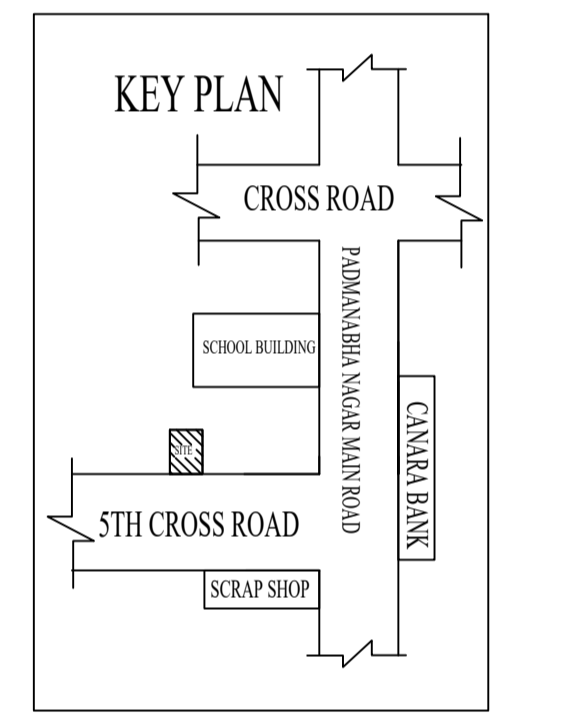 KEY PLAN
CROSS ROAD
PADMANABHA NAGAR MAIN ROAD
SCHOOL BUILDING
CANARA BANK
SITE
5TH CROSS ROAD
SCRAP SHOP